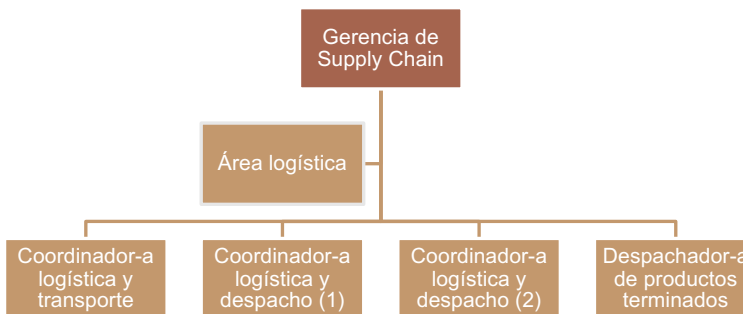 Gerencia de
Supply Chain
Área logística
Coordinador-a
logística y
transporte
Coordinador-a
logística y
despacho (1)
Coordinador-a
logística y
despacho (2)
Despachador-a
de productos
terminados